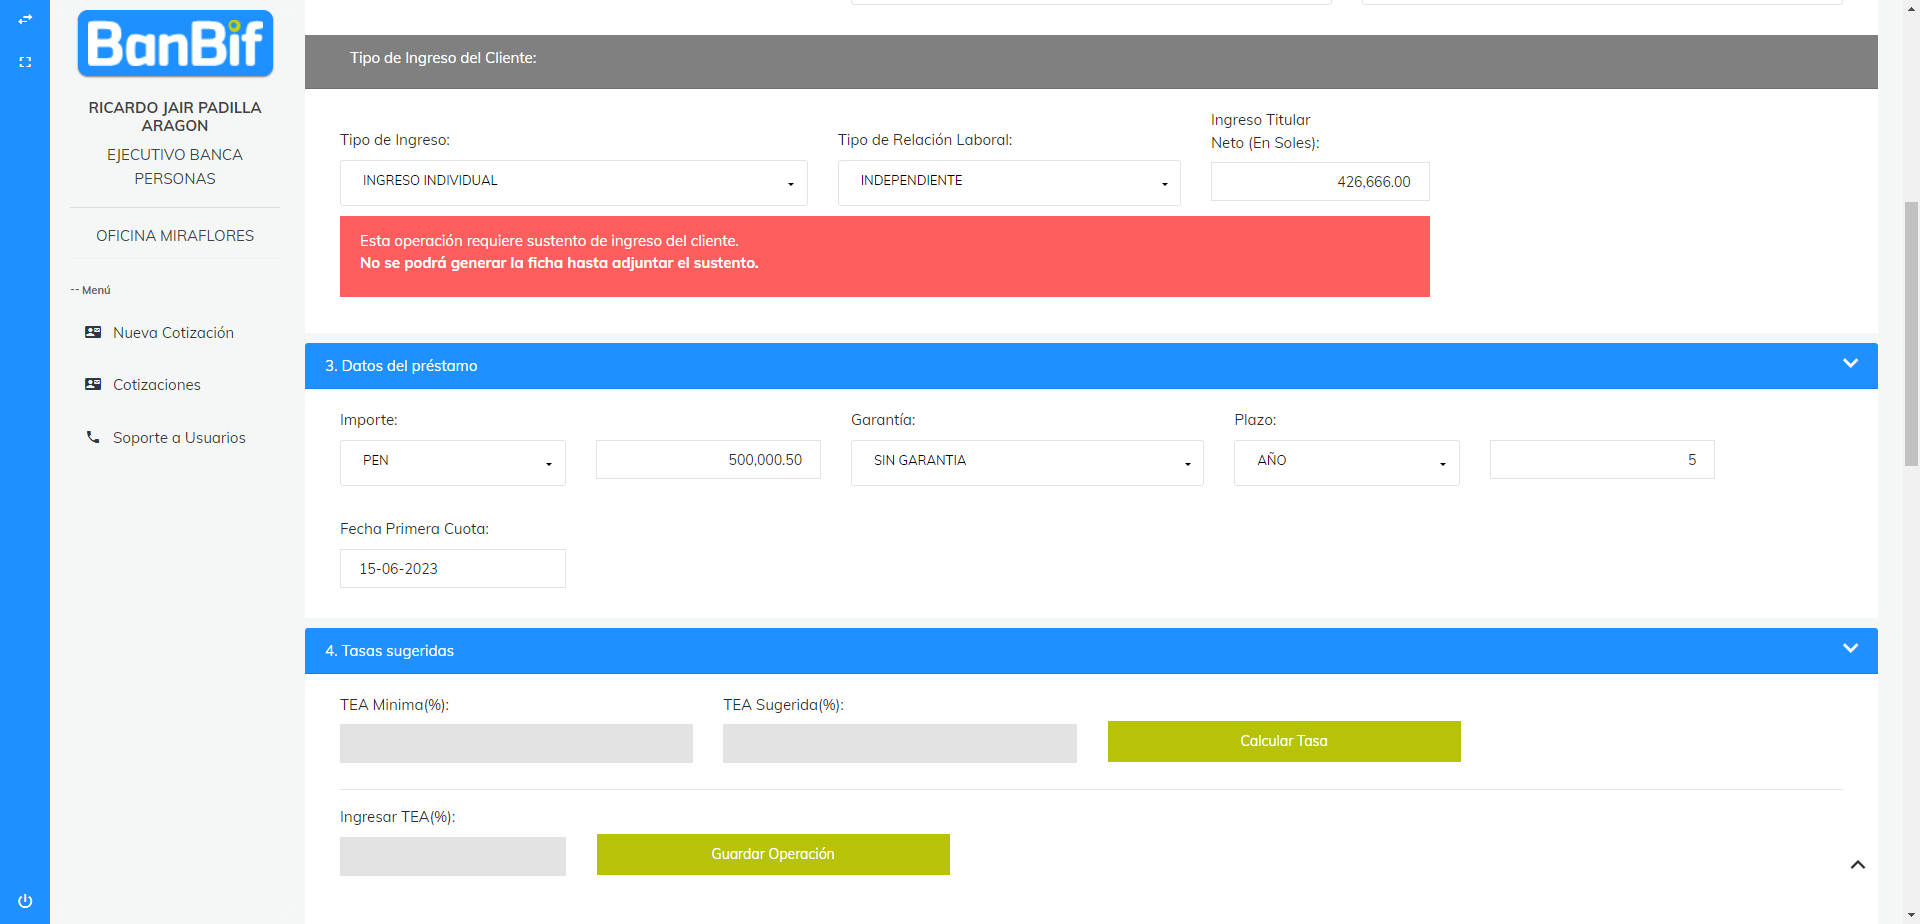 BanBif
RICARDO JAIR PADILLA
ARAGON
EJECUTIVO BANCA
PERSONAS
OFICINA MIRAFLORES
-- Menú
Nueva Cotización
Cotizaciones
Soporte a Usuarios
Tipo de Ingreso del Cliente:
Tipo de Ingreso:
INGRESO INDIVIDUAL
Tipo de Relación Laboral:
INDEPENDIENTE
Ingreso Titular
Neto (En Soles):
426,666.00
Esta operación requiere sustento de ingreso del cliente.
No se podrá generar la ficha hasta adjuntar el sustento.
3. Datos del préstamo
Importe:
PEN
500,000.50
Garantía:
SIN GARANTIA
Plazo:
AÑO
5
Fecha Primera Cuota:
15-06-2023
4. Tasas sugeridas
TEA Minima(%):
TEA Sugerida(%):
Calcular Tasa
Ingresar TEA(%):
Guardar Operación